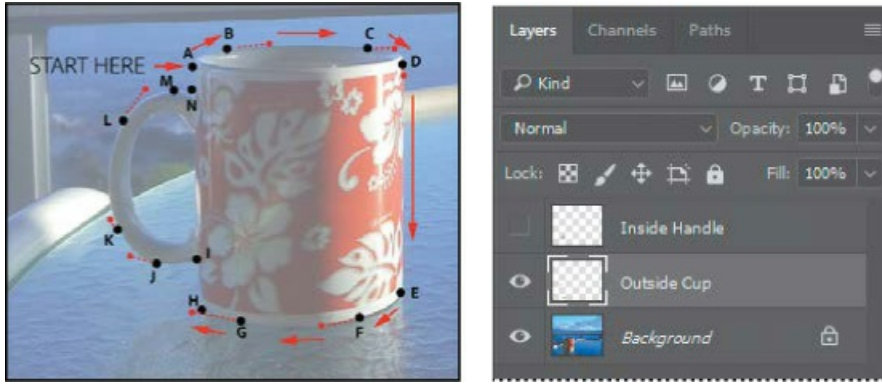 START HERE
A
B
C
D
M
N
L
K
J
I
H
G
F
E
Layers Channels Paths
Kind
T
Normal Opacity: 100%
Lock: Fill: 100%
Inside Handle
Outside Cup
Background